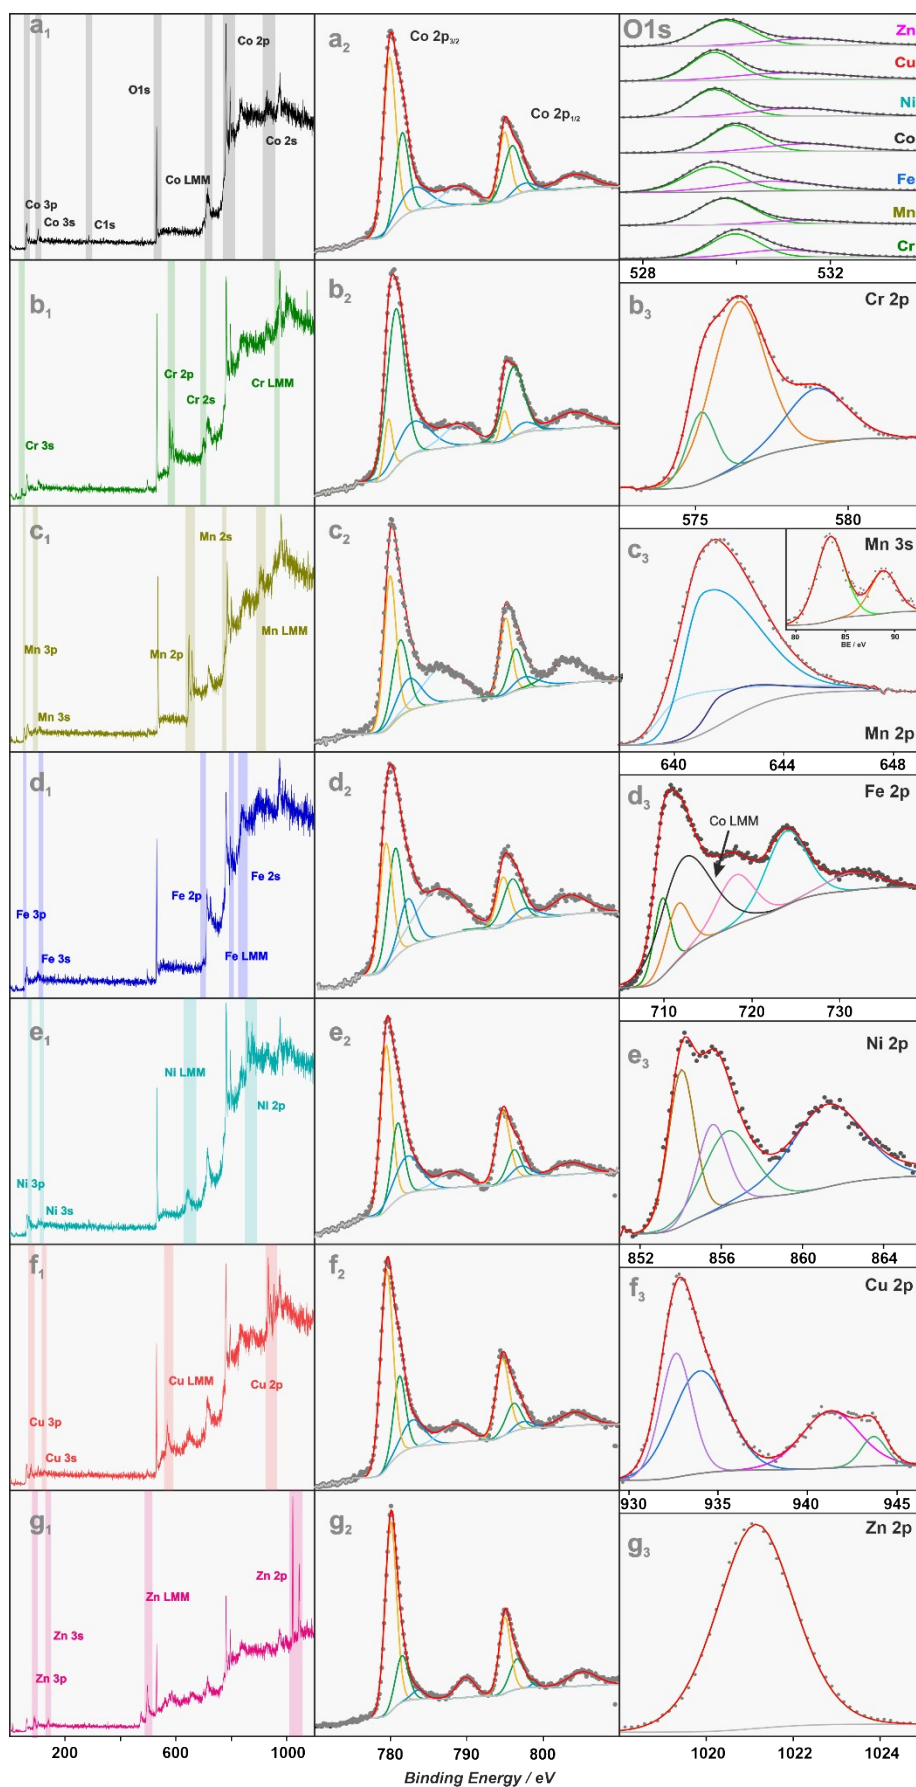 a1
Co 2p
O1s
Co 2s
Co LMM
Co 3p
Co 3s
C1s
a2
Co 2p3/2
Co 2p1/2
O1s
Zn
Cu
Ni
Co
Fe
Mn
Cr
528 532
b1
Cr 2p
Cr LMM
Cr 2s
Cr 3s
b2
b3
Cr 2p
575 580
c1
Mn 2s
Mn LMM
Mn 3p
Mn 2p
Mn 3s
c2
c3
Mn 3s
80 85 90
BE / eV
Mn 2p
640 644 648
d1
Fe 2s
Fe 2p
Fe 3p
Fe 3s
Fe LMM
d2
d3
Fe 2p
Co LMM
710 720 730
e1
Ni LMM
Ni 2p
Ni 3p
Ni 3s
e2
e3
Ni 2p
852 856 860 864
f1
Cu LMM
Cu 2p
Cu 3p
Cu 3s
f2
f3
Cu 2p
930 935 940 945
g1
Zn 2p
Zn LMM
Zn 3s
Zn 3p
g2
g3
Zn 2p
200 600 1000
780 790 800
1020 1022 1024
Binding Energy / eV